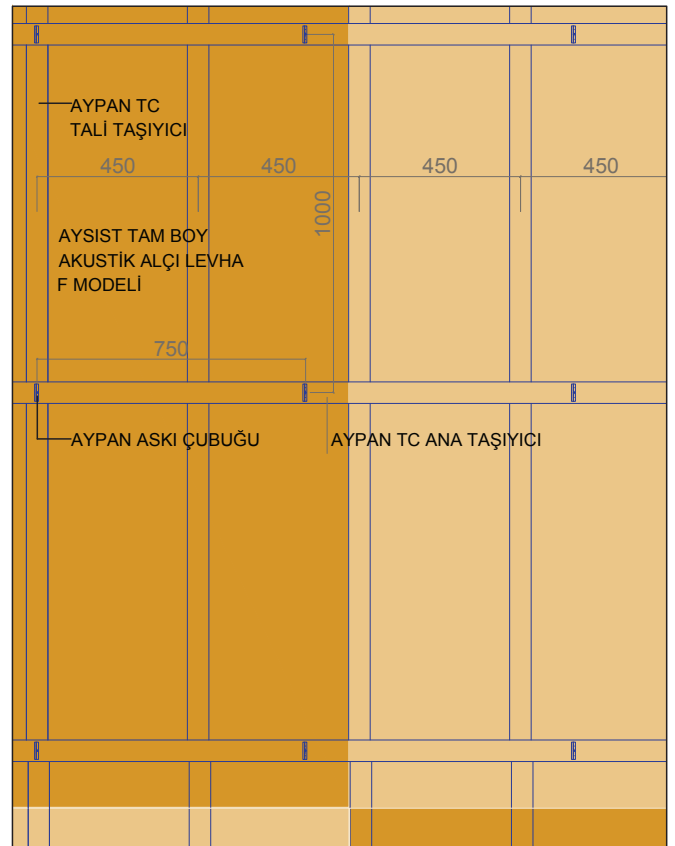 AYPAN TC
TALİ TAŞIYICI
450 450 450 450
1000
AYSIST TAM BOY
AKUSTİK ALÇI LEVHA
F MODELİ
750
AYPAN ASKI ÇUBUĞU
AYPAN TC ANA TAŞIYICI